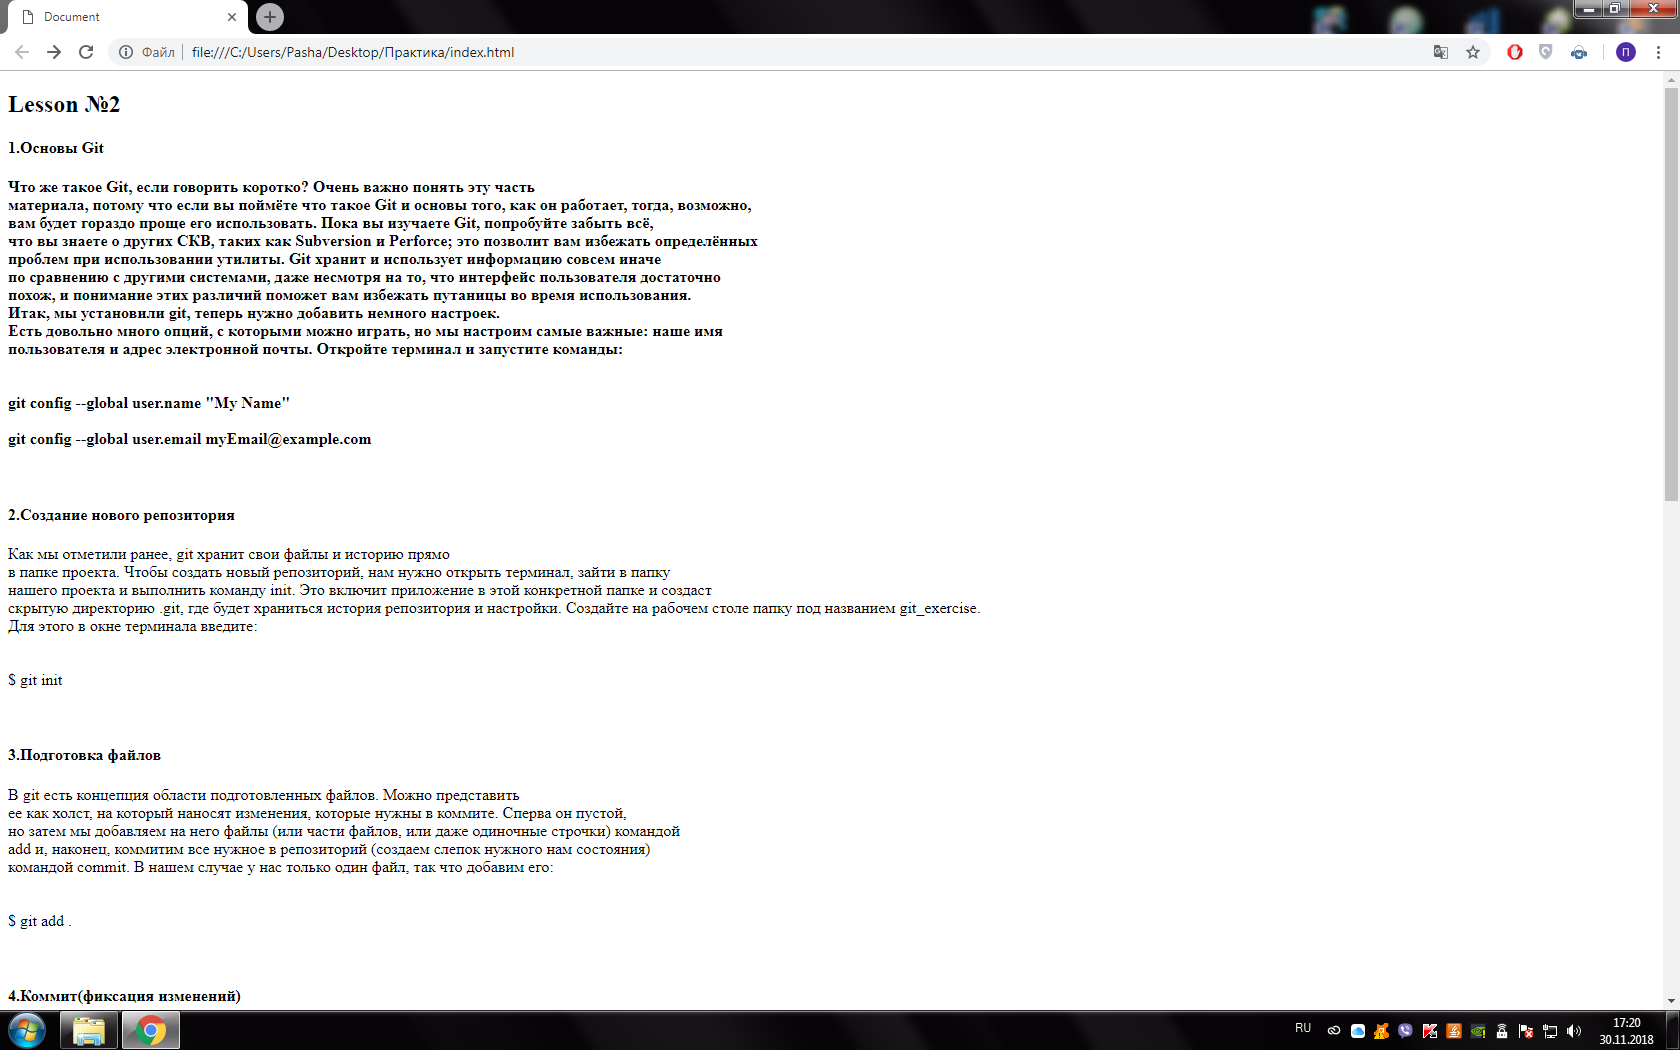 Document
Файл
file:///C:/Users/Pasha/Desktop/Практика/index.html
П
Lesson №2
1.Основы Git
Что же такое Git, если говорить коротко? Очень важно понять эту часть
материала, потому что если вы поймёте что такое Git и основы того, как он работает, тогда, возможно,
вам будет гораздо проще его использовать. Пока вы изучаете Git, попробуйте забыть всё,
что вы знаете о других СКВ, таких как Subversion и Perforce; это позволит вам избежать определённых
проблем при использовании утилиты. Git хранит и использует информацию совсем иначе
по сравнению с другими системами, даже несмотря на то, что интерфейс пользователя достаточно
похож, и понимание этих различий поможет вам избежать путаницы во время использования.
Итак, мы установили git, теперь нужно добавить немного настроек.
Есть довольно много опций, с которыми можно играть, но мы настроим самые важные: наше имя
пользователя и адрес электронной почты. Откройте терминал и запустите команды:
git config --global user.name "My Name"
git config --global user.email myEmail@example.com
2.Создание нового репозитория
Как мы отметили ранее, git хранит свои файлы и историю прямо
в папке проекта. Чтобы создать новый репозиторий, нам нужно открыть терминал, зайти в папку
нашего проекта и выполнить команду init. Это включит приложение в этой конкретной папке и создаст
скрытую директорию .git, где будет храниться история репозитория и настройки. Создайте на рабочем столе папку под названием git_exercise.
Для этого в окне терминала введите:
$ git init
3.Подготовка файлов
В git есть концепция области подготовленных файлов. Можно представить
ее как холст, на который наносят изменения, которые нужны в коммите. Сперва он пустой,
но затем мы добавляем на него файлы (или части файлов, или даже одиночные строчки) командой
add и, наконец, коммитим все нужное в репозиторий (создаем слепок нужного нам состояния)
командой commit. В нашем случае у нас только один файл, так что добавим его:
$ git add .
4.Коммит(фиксация изменений)
RU
17:20
30.11.2018